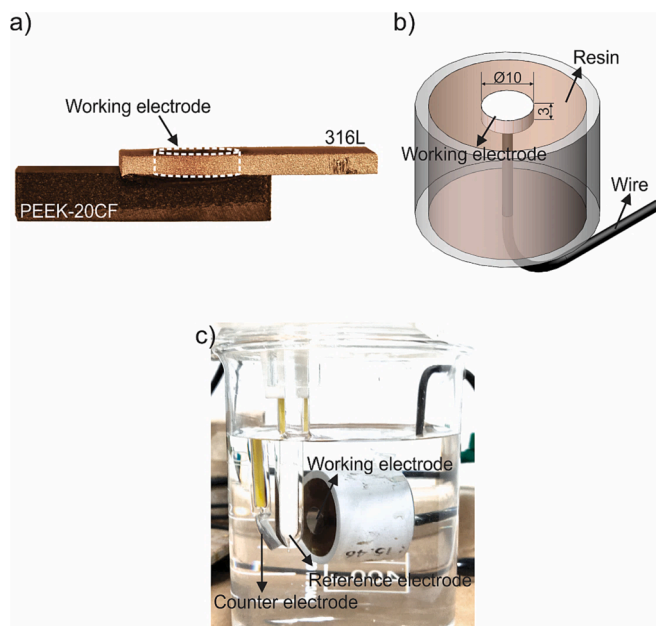 a)
Working electrode
316L
PEEK-20CF
b)
Resin
Ø10
3
Working electrode
Wire
c)
Working electrode
Reference electrode
Counter electrode